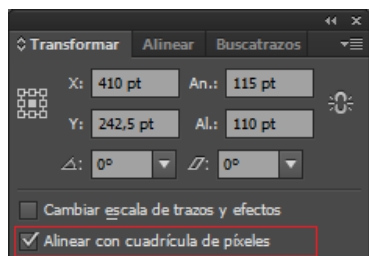 Transformar Alinear Buscatrazos
X: 410 pt An.: 115 pt
Y: 242,5 pt Al.: 110 pt
0° 0°
Cambiar escala de trazos y efectos
Alinear con cuadrícula de píxeles